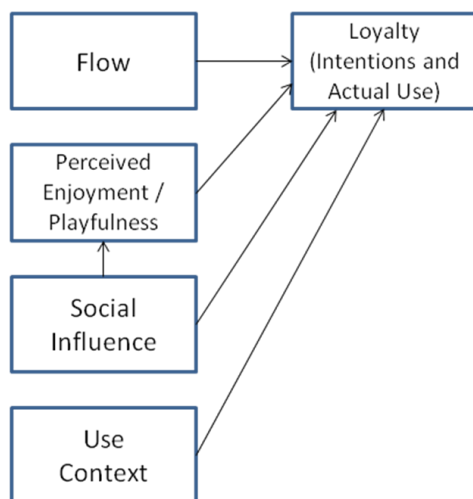 Flow
Loyalty
(Intentions and
Actual Use)
Perceived
Enjoyment /
Playfulness
Social
Influence
Use
Context